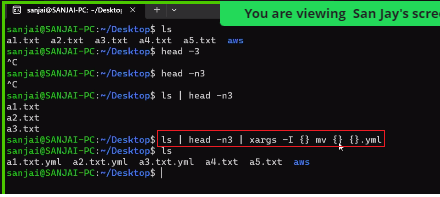 sanjai@SANJAI-PC: ~/Desktop
You are viewing San Jay's scree
sanjai@SANJAI-PC:~/Desktop$ ls
a1.txt a2.txt a3.txt a4.txt a5.txt aws
sanjai@SANJAI-PC:~/Desktop$ head -3
^C
sanjai@SANJAI-PC:~/Desktop$ head -n3
^C
sanjai@SANJAI-PC:~/Desktop$ ls | head -n3
a1.txt
a2.txt
a3.txt
sanjai@SANJAI-PC:~/Desktop$ ls | head -n3 | xargs -I {} mv {} {}.yml
sanjai@SANJAI-PC:~/Desktop$ ls
a1.txt.yml a2.txt.yml a3.txt.yml a4.txt a5.txt aws
sanjai@SANJAI-PC:~/Desktop$